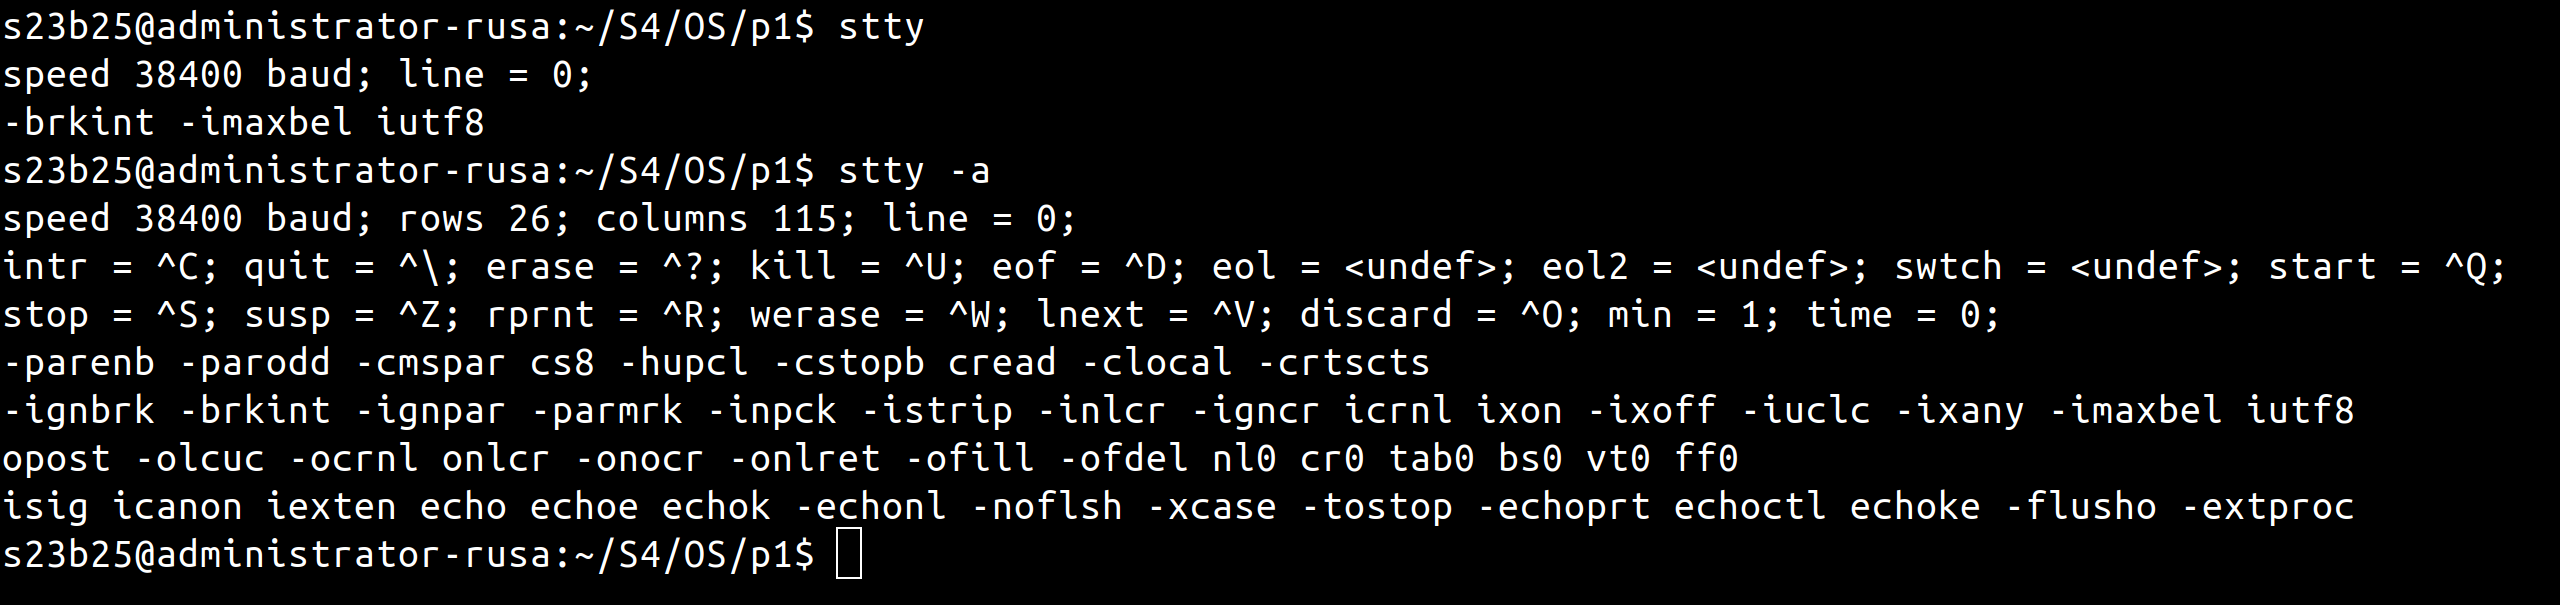 s23b25@administrator-rusa:~/S4/OS/p1$ stty
speed 38400 baud; line = 0;
-brkint -imaxbel iutf8
s23b25@administrator-rusa:~/S4/OS/p1$ stty -a
speed 38400 baud; rows 26; columns 115; line = 0;
intr = ^C; quit = ^\; erase = ^?; kill = ^U; eof = ^D; eol = <undef>; eol2 = <undef>; swtch = <undef>; start = ^Q;
stop = ^S; susp = ^Z; rprnt = ^R; werase = ^W; lnext = ^V; discard = ^O; min = 1; time = 0;
-parenb -parodd -cmspar cs8 -hupcl -cstopb cread -clocal -crtscts
-ignbrk -brkint -ignpar -parmrk -inpck -istrip -inlcr -igncr icrnl ixon -ixoff -iuclc -ixany -imaxbel iutf8
opost -olcuc -ocrnl onlcr -onocr -onlret -ofill -ofdel nl0 cr0 tab0 bs0 vt0 ff0
isig icanon iexten echo echoe echok -echonl -noflsh -xcase -tostop -echoprt echoctl echoke -flusho -extproc
s23b25@administrator-rusa:~/S4/OS/p1$